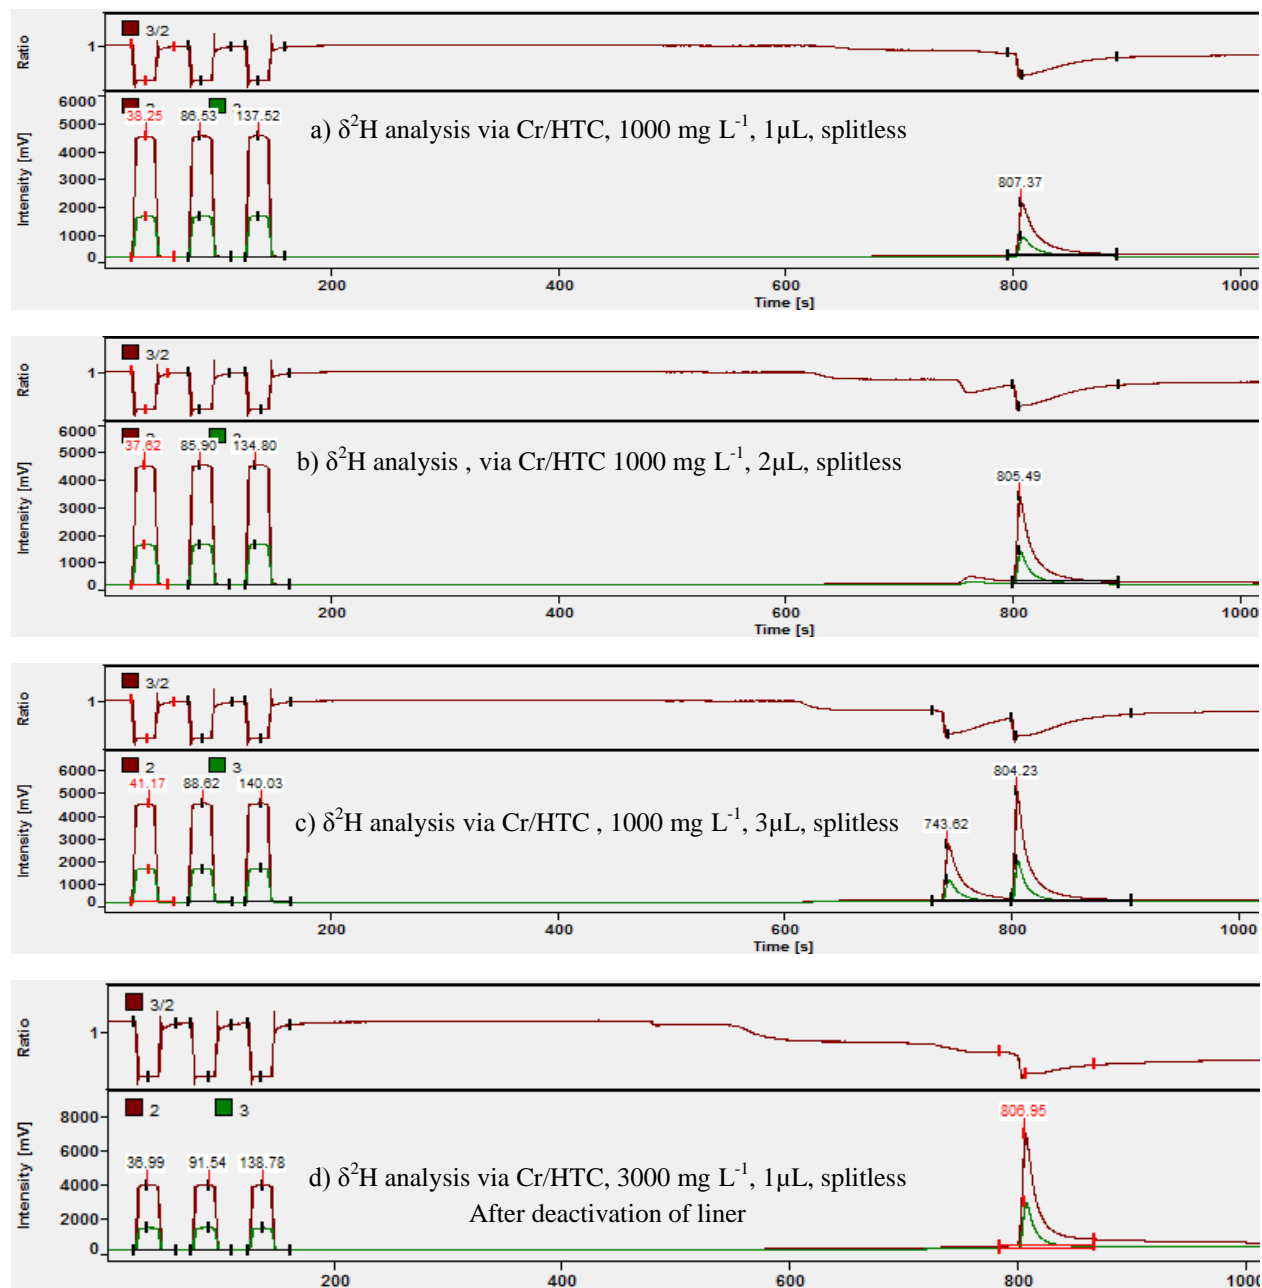 3/2
Ratio
1
6000
5000
4000
3000
2000
1000
0
Intensity [mV]
38.25
86.53
137.52
a) δ²H analysis via Cr/HTC, 1000 mg L⁻¹, 1µL, splitless
807.37
200 400 600 800 1000
Time [s]
3/2
Ratio
1
6000
5000
4000
3000
2000
1000
0
Intensity [mV]
37.62
85.90
134.80
b) δ²H analysis , via Cr/HTC 1000 mg L⁻¹, 2µL, splitless
805.49
200 400 600 800 1000
Time [s]
3/2
Ratio
1
2 3
6000
5000
4000
3000
2000
1000
0
Intensity [mV]
41.17
88.62
140.03
c) δ²H analysis via Cr/HTC , 1000 mg L⁻¹, 3µL, splitless
743.62
804.23
200 400 600 800 1000
Time [s]
3/2
Ratio
1
2 3
8000
6000
4000
2000
0
Intensity [mV]
36.99
91.54
138.78
d) δ²H analysis via Cr/HTC, 3000 mg L⁻¹, 1µL, splitless
After deactivation of liner
806.95
200 400 600 800 1000